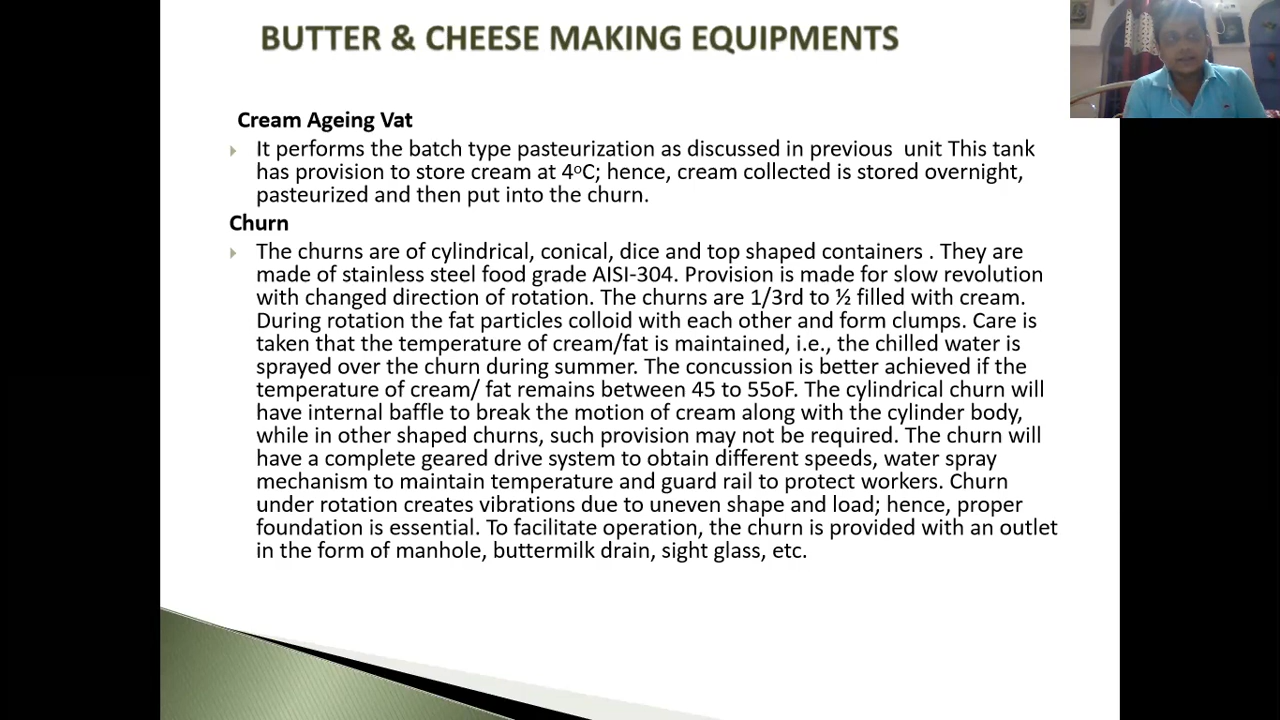 BUTTER & CHEESE MAKING EQUIPMENTS
Cream Ageing Vat
It performs the batch type pasteurization as discussed in previous unit This tank
has provision to store cream at 4oC; hence, cream collected is stored overnight,
pasteurized and then put into the churn.
Churn
The churns are of cylindrical, conical, dice and top shaped containers . They are
made of stainless steel food grade AISI-304. Provision is made for slow revolution
with changed direction of rotation. The churns are 1/3rd to ½ filled with cream.
During rotation the fat particles colloid with each other and form clumps. Care is
taken that the temperature of cream/fat is maintained, i.e., the chilled water is
sprayed over the churn during summer. The concussion is better achieved if the
temperature of cream/ fat remains between 45 to 55oF. The cylindrical churn will
have internal baffle to break the motion of cream along with the cylinder body,
while in other shaped churns, such provision may not be required. The churn will
have a complete geared drive system to obtain different speeds, water spray
mechanism to maintain temperature and guard rail to protect workers. Churn
under rotation creates vibrations due to uneven shape and load; hence, proper
foundation is essential. To facilitate operation, the churn is provided with an outlet
in the form of manhole, buttermilk drain, sight glass, etc.